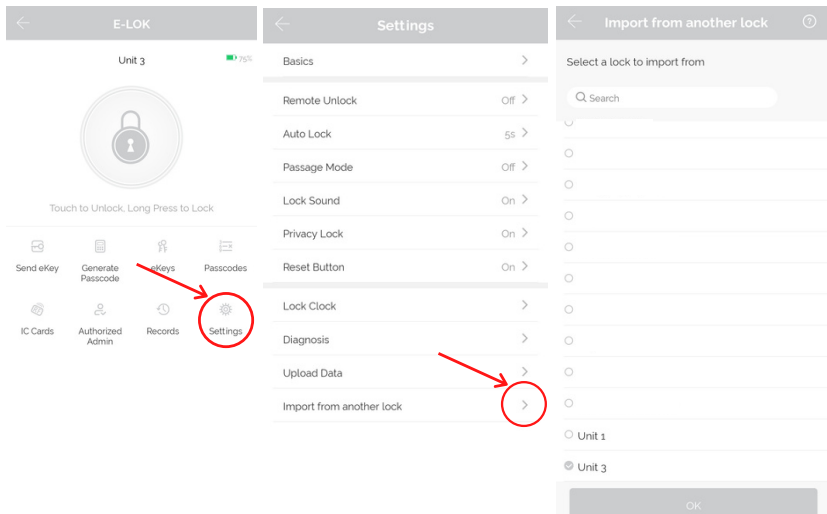 E-LOK
Unit 3
75%
Touch to Unlock, Long Press to Lock
Send eKey
Generate
Passcode
eKeys
Passcodes
IC Cards
Authorized
Admin
Records
Settings
Settings
Basics
Remote Unlock Off
Auto Lock 5s
Passage Mode Off
Lock Sound On
Privacy Lock On
Reset Button On
Lock Clock
Diagnosis
Upload Data
Import from another lock
Import from another lock ?
Select a lock to import from
Search
Unit 1
Unit 3
OK